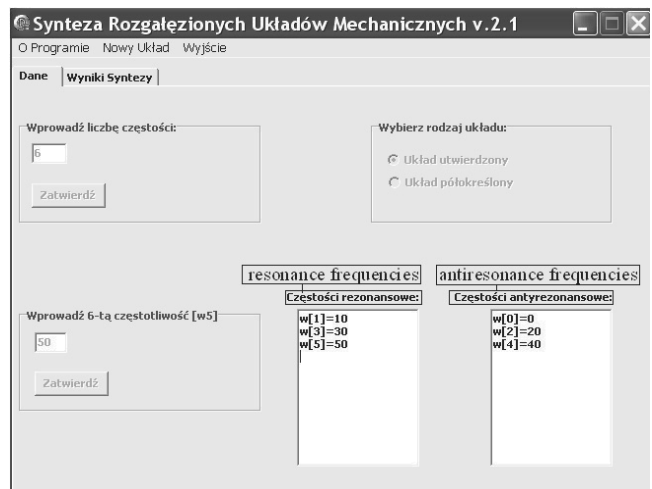 Synteza Rozgałęzionych Układów Mechanicznych v.2.1
O Programie Nowy Układ Wyjście
Dane Wyniki Syntezy
Wprowadź liczbę częstości:
6
Zatwierdź
Wybierz rodzaj układu:
Układ utwierdzony
Układ półokreślony
resonance frequencies
antiresonance frequencies
Częstości rezonansowe:
Częstości antyrezonansowe:
Wprowadź 6-tą częstotliwość [w5]
50
Zatwierdź
w[1]=10
w[3]=30
w[5]=50
w[0]=0
w[2]=20
w[4]=40